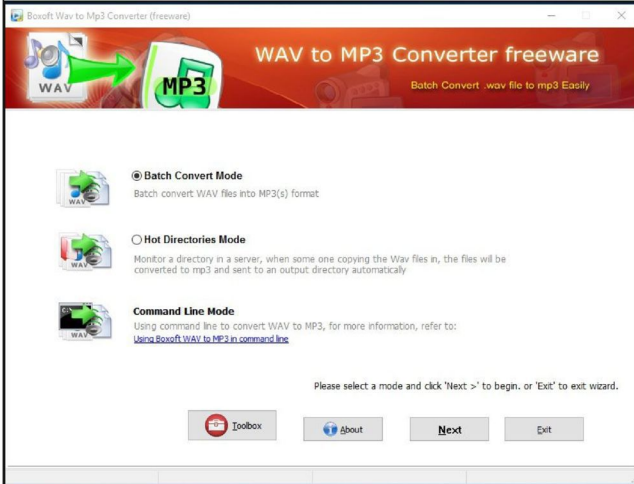 Boxoft Wav to Mp3 Converter (freeware)
WAV to MP3 Converter freeware
WAV
MP3
Batch Convert .wav file to mp3 Easily
Batch Convert Mode
Batch convert WAV files into MP3(s) format
WAV
Hot Directories Mode
Monitor a directory in a server, when some one copying the Wav files in, the files will be
converted to mp3 and sent to an output directory automatically
WAV
Command Line Mode
Using command line to convert WAV to MP3, for more information, refer to:
Using Boxoft WAV to MP3 in command line
WAV
Please select a mode and click 'Next >' to begin. or 'Exit' to exit wizard.
Toolbox
About
Next
Exit